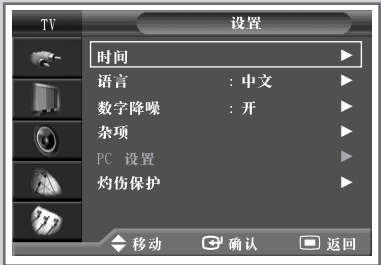 TV 设置
时间
语言 : 中文
数字降噪 : 开
杂项
PC 设置
灼伤保护
移动 确认 返回